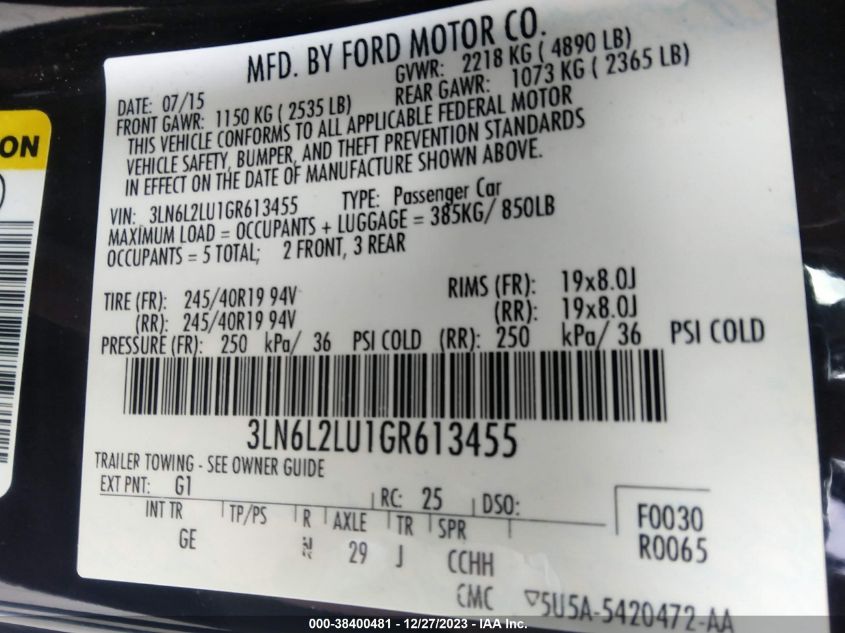 ON
MFD. BY FORD MOTOR CO.
DATE: 07/15 GVWR: 2218 KG ( 4890 LB)
FRONT GAWR: 1150 KG ( 2535 LB) REAR GAWR: 1073 KG ( 2365 LB)
THIS VEHICLE CONFORMS TO ALL APPLICABLE FEDERAL MOTOR
VEHICLE SAFETY, BUMPER, AND THEFT PREVENTION STANDARDS
IN EFFECT ON THE DATE OF MANUFACTURE SHOWN ABOVE.
VIN: 3LN6L2LU1GR613455 TYPE: Passenger Car
MAXIMUM LOAD = OCCUPANTS + LUGGAGE = 385KG/ 850LB
OCCUPANTS = 5 TOTAL; 2 FRONT, 3 REAR
TIRE (FR): 245/40R19 94V RIMS (FR): 19x8.0J
(RR): 245/40R19 94V (RR): 19x8.0J
PRESSURE (FR): 250 kPa/ 36 PSI COLD (RR): 250 kPa/ 36 PSI COLD
3LN6L2LU1GR613455
TRAILER TOWING - SEE OWNER GUIDE
EXT PNT: G1 RC: 25 DSO: F0030
INT TR TP/PS R AXLE TR SPR R0065
GE N 29 J CCHH
CMC ▽5U5A-5420472-AA
000-38400481 - 12/27/2023 - IAA Inc.